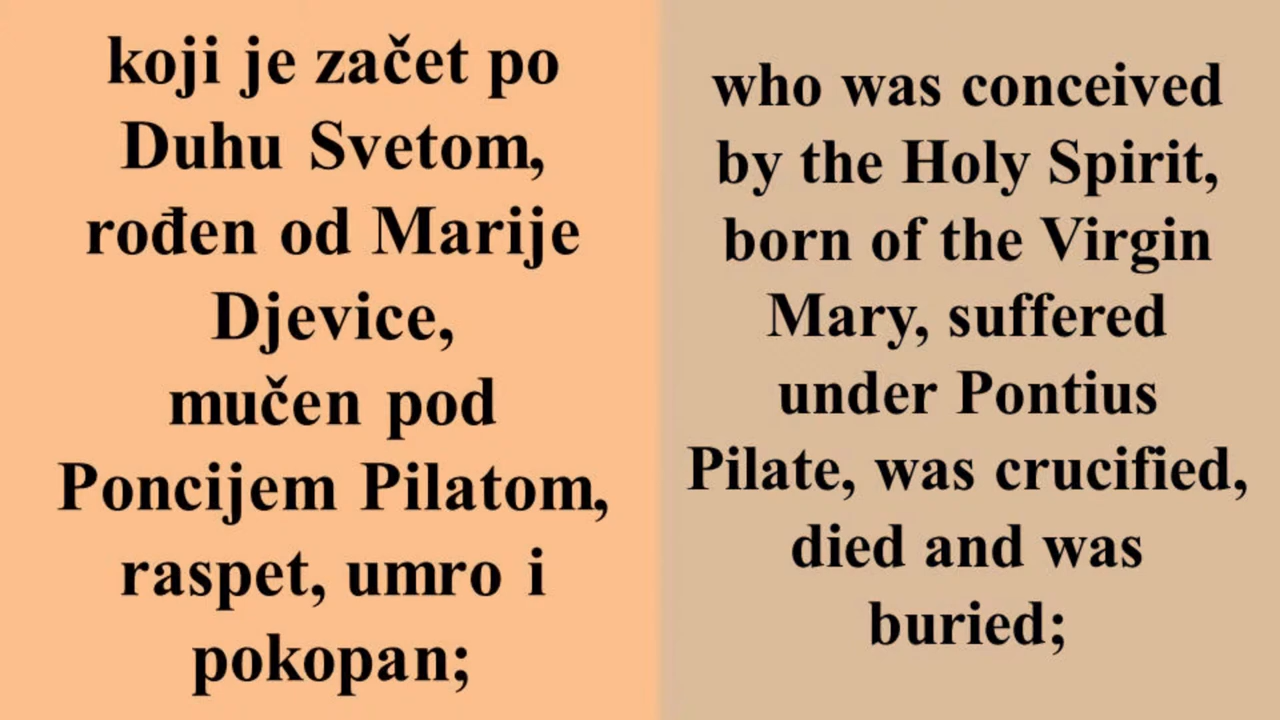 koji je začet po
Duhu Svetom,
rođen od Marije
Djevice,
mučen pod
Poncijem Pilatom,
raspet, umro i
pokopan;
who was conceived
by the Holy Spirit,
born of the Virgin
Mary, suffered
under Pontius
Pilate, was crucified,
died and was
buried;